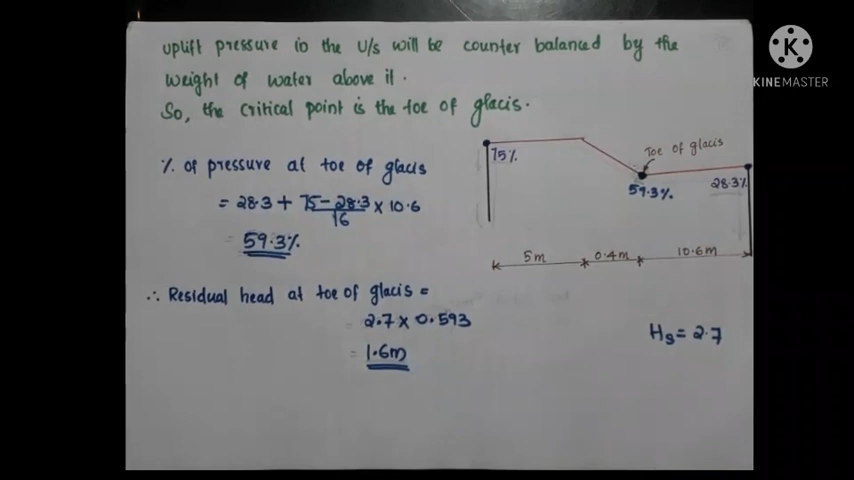 uplift pressure in the U/s will be counter balanced by the
weight of water above it.
So, the critical point is the toe of glacis.
% of pressure at toe of glacis
= 28.3 + 75 - 28.3 / 16 × 10.6
= 59.3%
∴ Residual head at toe of glacis =
2.7 × 0.593
= 1.6m
Toe of glacis
75%
59.3%
28.3%
5m
0.4m
10.6m
Hs = 2.7
K
KINEMASTER